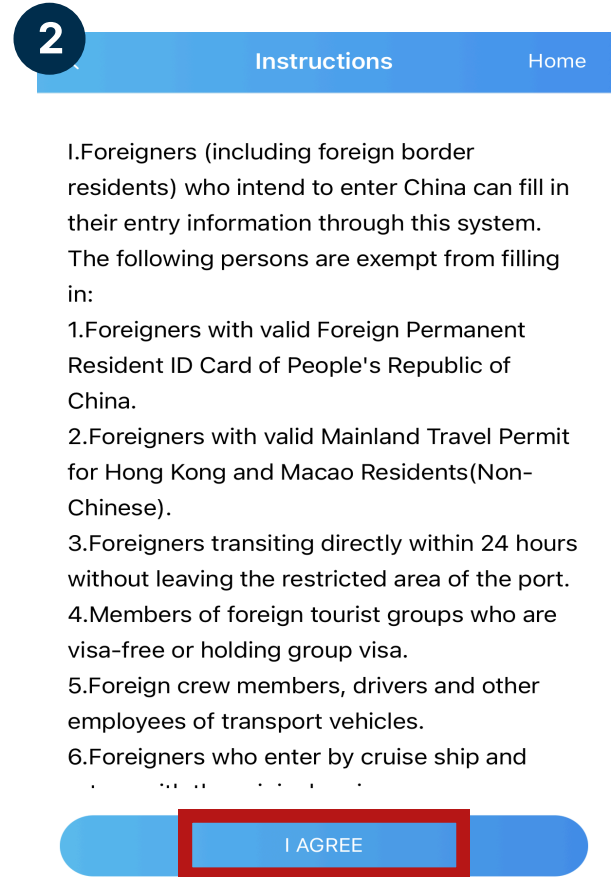 2
Instructions
Home
I.Foreigners (including foreign border
residents) who intend to enter China can fill in
their entry information through this system.
The following persons are exempt from filling
in:
1.Foreigners with valid Foreign Permanent
Resident ID Card of People's Republic of
China.
2.Foreigners with valid Mainland Travel Permit
for Hong Kong and Macao Residents(Non-
Chinese).
3.Foreigners transiting directly within 24 hours
without leaving the restricted area of the port.
4.Members of foreign tourist groups who are
visa-free or holding group visa.
5.Foreign crew members, drivers and other
employees of transport vehicles.
6.Foreigners who enter by cruise ship and
I AGREE